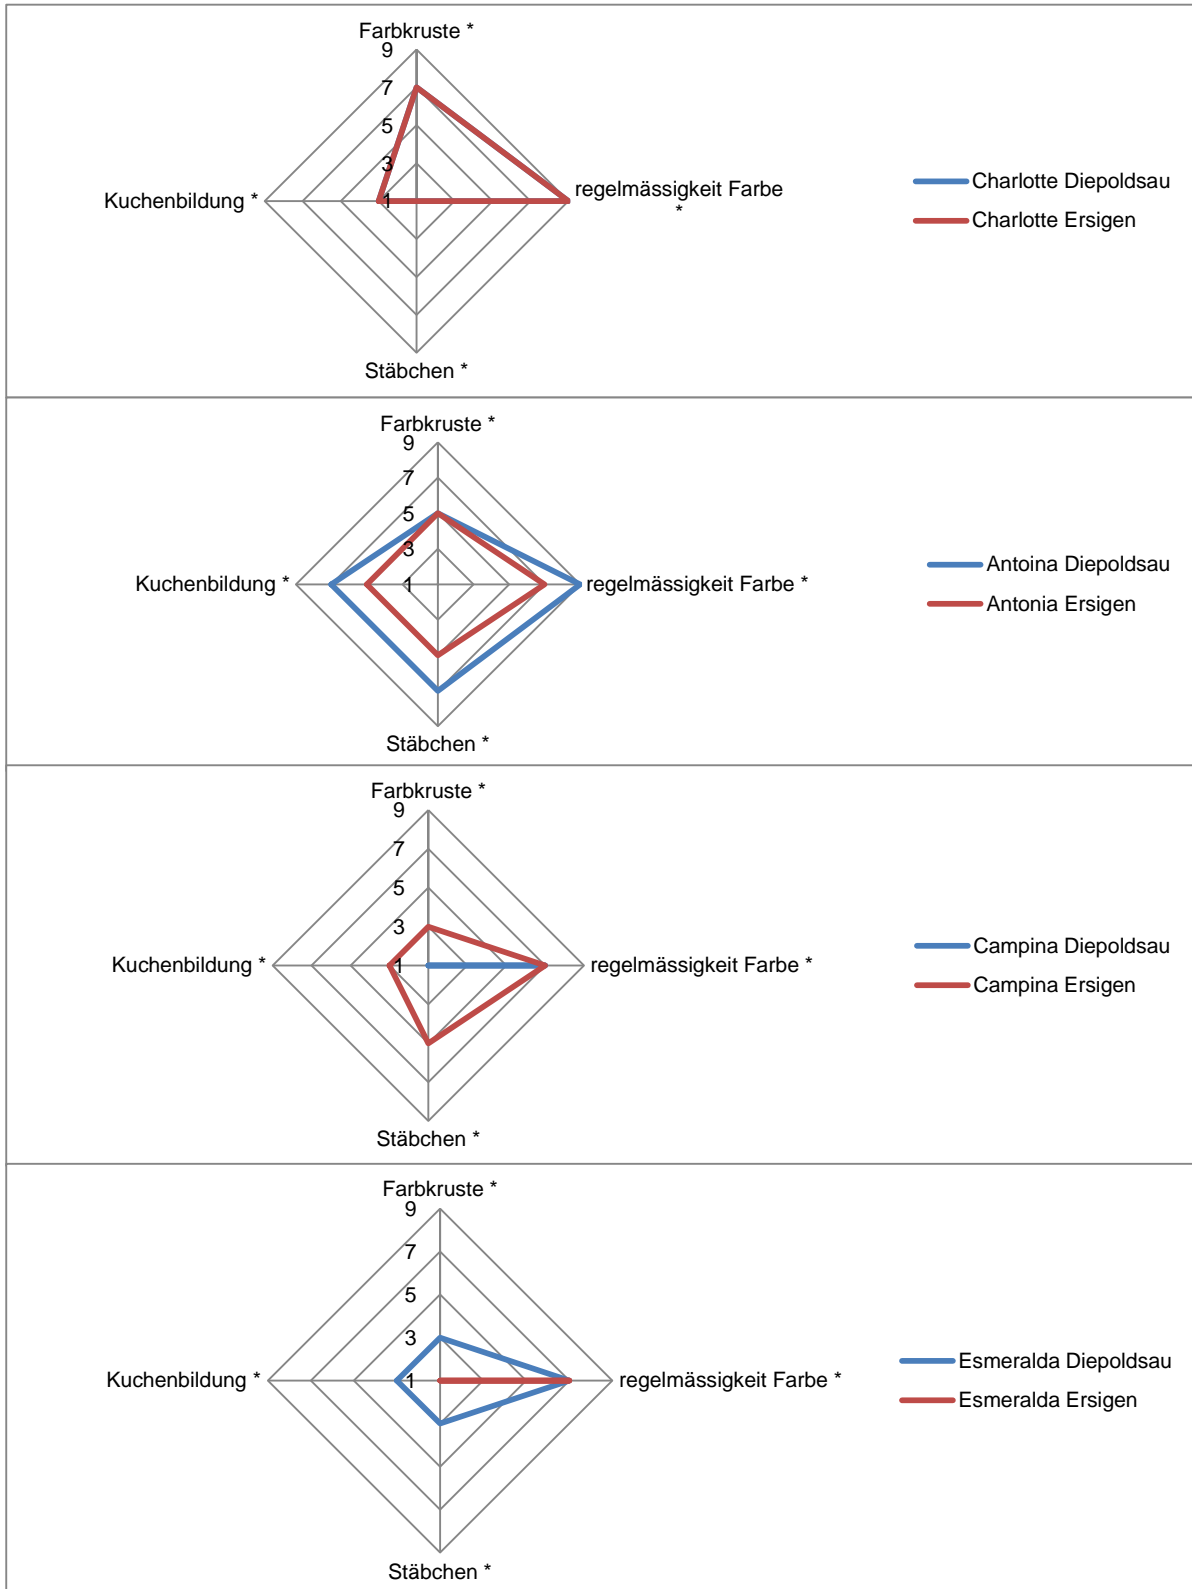 Farbkruste *
9
7
5
3
1
Kuchenbildung *
regelmässigkeit Farbe
*
Stäbchen *
Charlotte Diepoldsau
Charlotte Ersigen
Farbkruste *
9
7
5
3
1
Kuchenbildung *
regelmässigkeit Farbe *
Stäbchen *
Antoina Diepoldsau
Antonia Ersigen
Farbkruste *
9
7
5
3
1
Kuchenbildung *
regelmässigkeit Farbe *
Stäbchen *
Campina Diepoldsau
Campina Ersigen
Farbkruste *
9
7
5
3
1
Kuchenbildung *
regelmässigkeit Farbe *
Stäbchen *
Esmeralda Diepoldsau
Esmeralda Ersigen